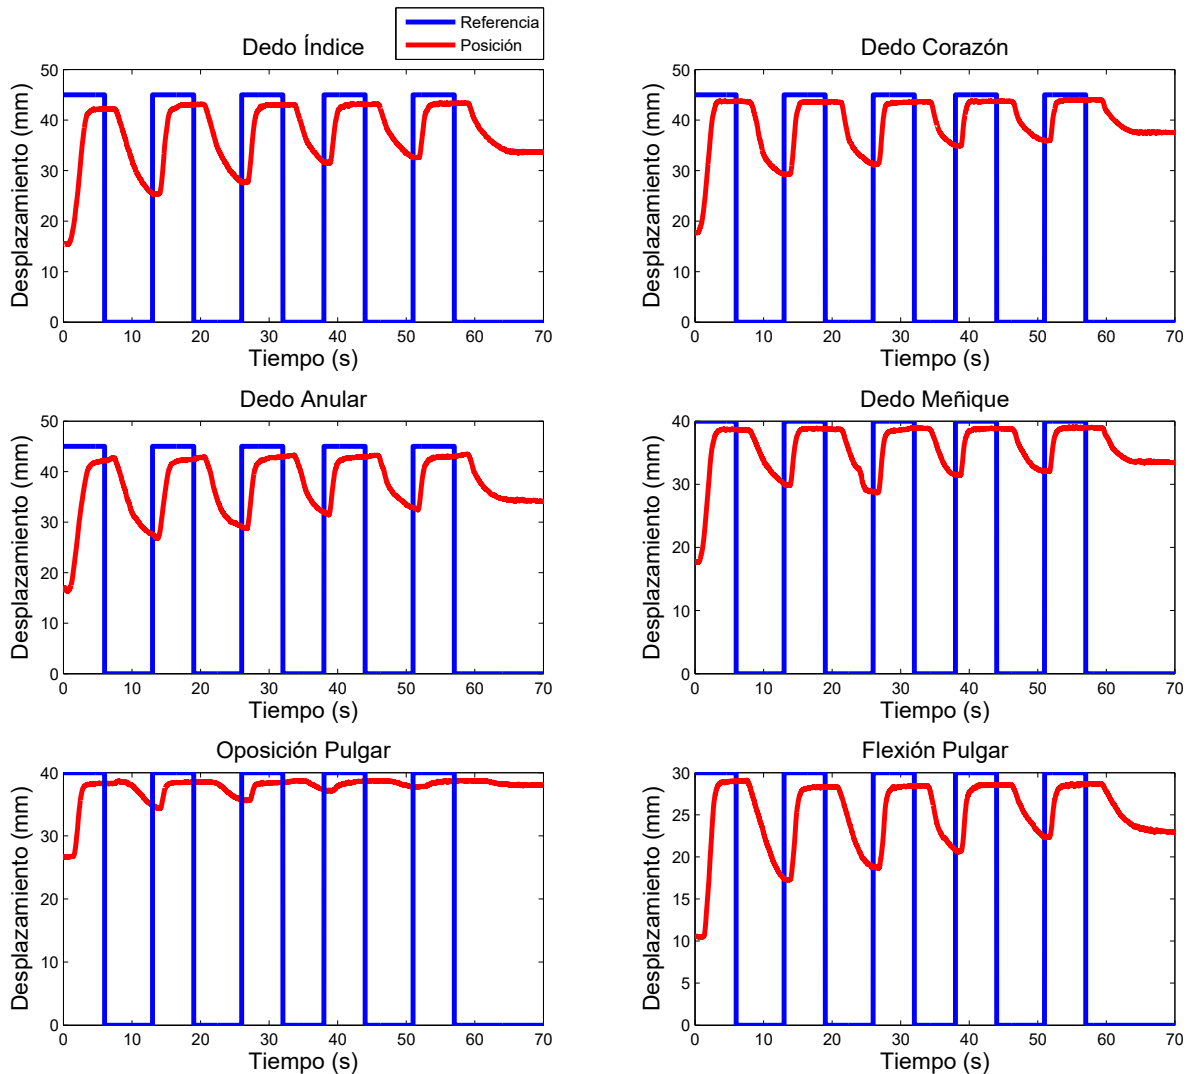 Referencia
Posición
Dedo Índice
50
40
30
20
10
0
Desplazamiento (mm)
0 10 20 30 40 50 60 70
Tiempo (s)
Dedo Corazón
50
40
30
20
10
0
Desplazamiento (mm)
0 10 20 30 40 50 60 70
Tiempo (s)
Dedo Anular
50
40
30
20
10
0
Desplazamiento (mm)
0 10 20 30 40 50 60 70
Tiempo (s)
Dedo Meñique
40
30
20
10
0
Desplazamiento (mm)
0 10 20 30 40 50 60 70
Tiempo (s)
Oposición Pulgar
40
30
20
10
0
Desplazamiento (mm)
0 10 20 30 40 50 60 70
Tiempo (s)
Flexión Pulgar
30
25
20
15
10
5
0
Desplazamiento (mm)
0 10 20 30 40 50 60 70
Tiempo (s)